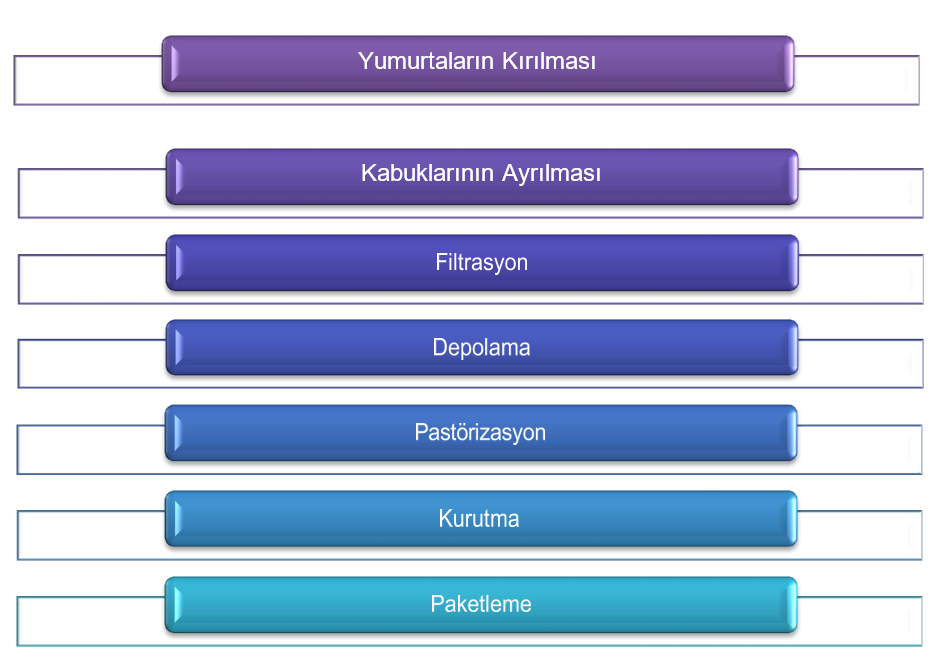 Yumurtaların Kırılması
Kabuklarının Ayrılması
Filtrasyon
Depolama
Pastörizasyon
Kurutma
Paketleme